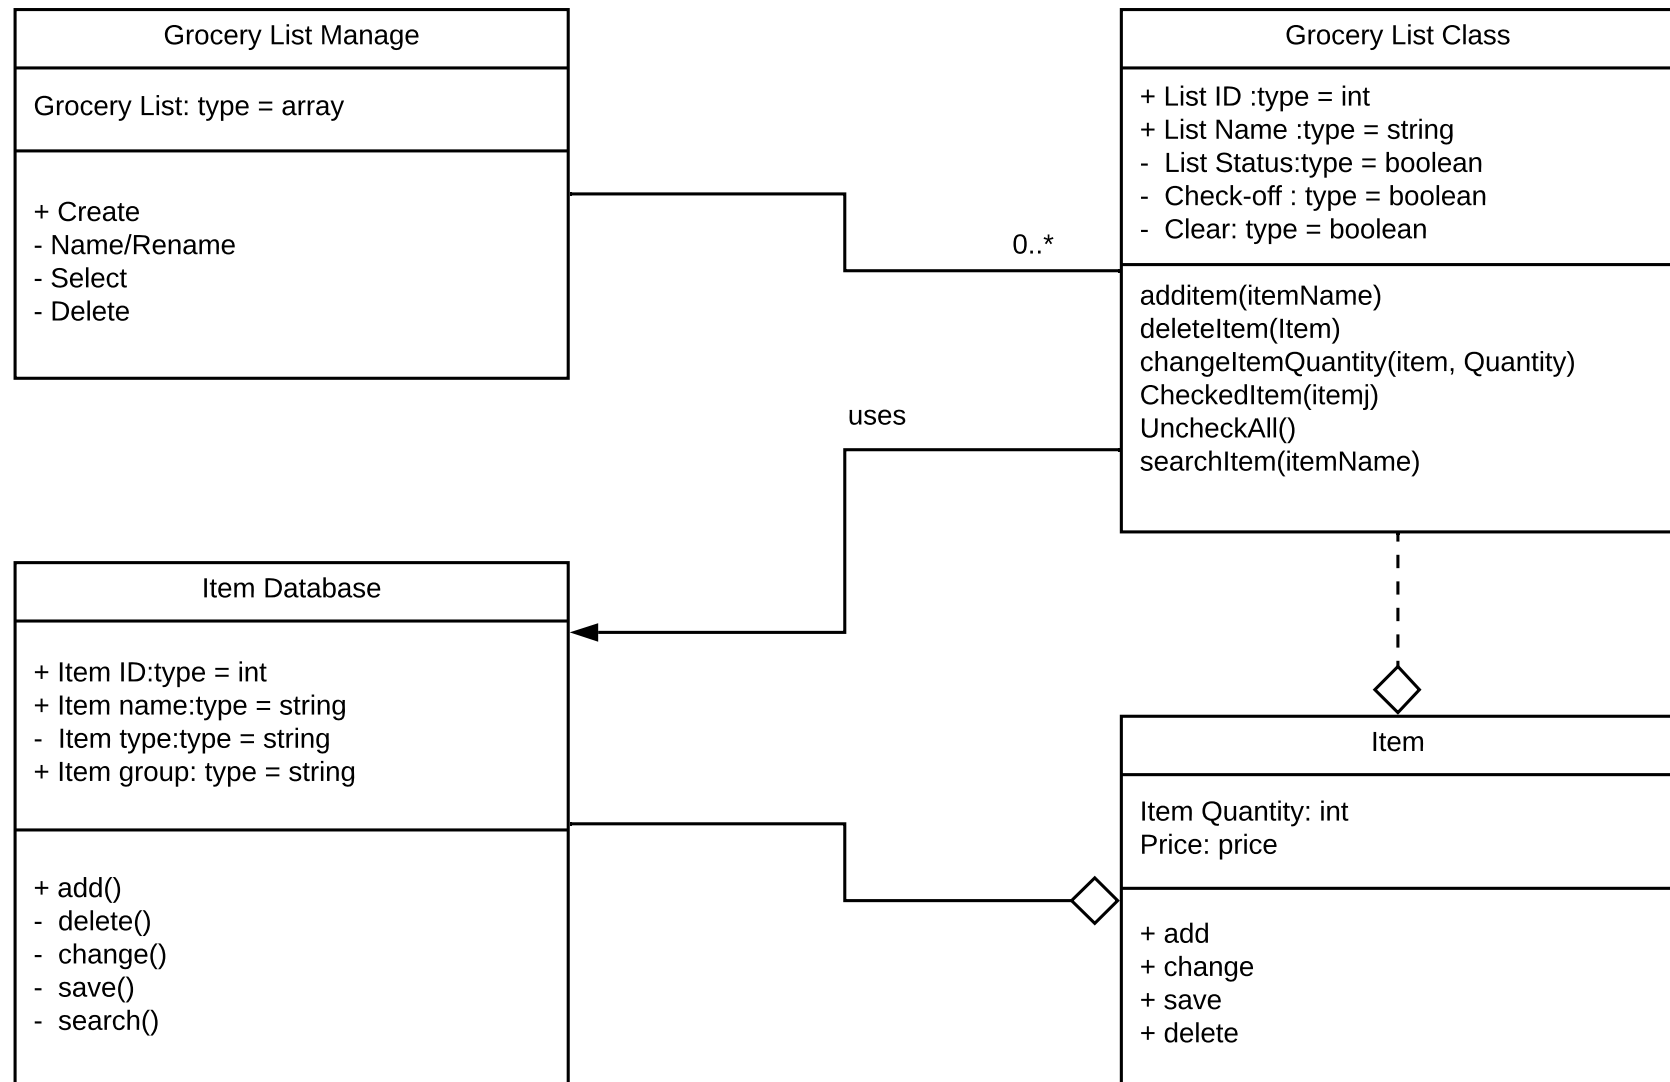 Grocery List Manage
Grocery List: type = array
+ Create
- Name/Rename
- Select
- Delete
Grocery List Class
+ List ID :type = int
+ List Name :type = string
-  List Status:type = boolean
-  Check-off : type = boolean
-  Clear: type = boolean
additem(itemName)
deleteItem(Item)
changeItemQuantity(item, Quantity)
CheckedItem(itemj)
UncheckAll()
searchItem(itemName)
0..*
uses
Item Database
+ Item ID:type = int
+ Item name:type = string
-  Item type:type = string
+ Item group: type = string
+ add()
-  delete()
-  change()
-  save()
-  search()
Item
Item Quantity: int
Price: price
+ add
+ change
+ save
+ delete